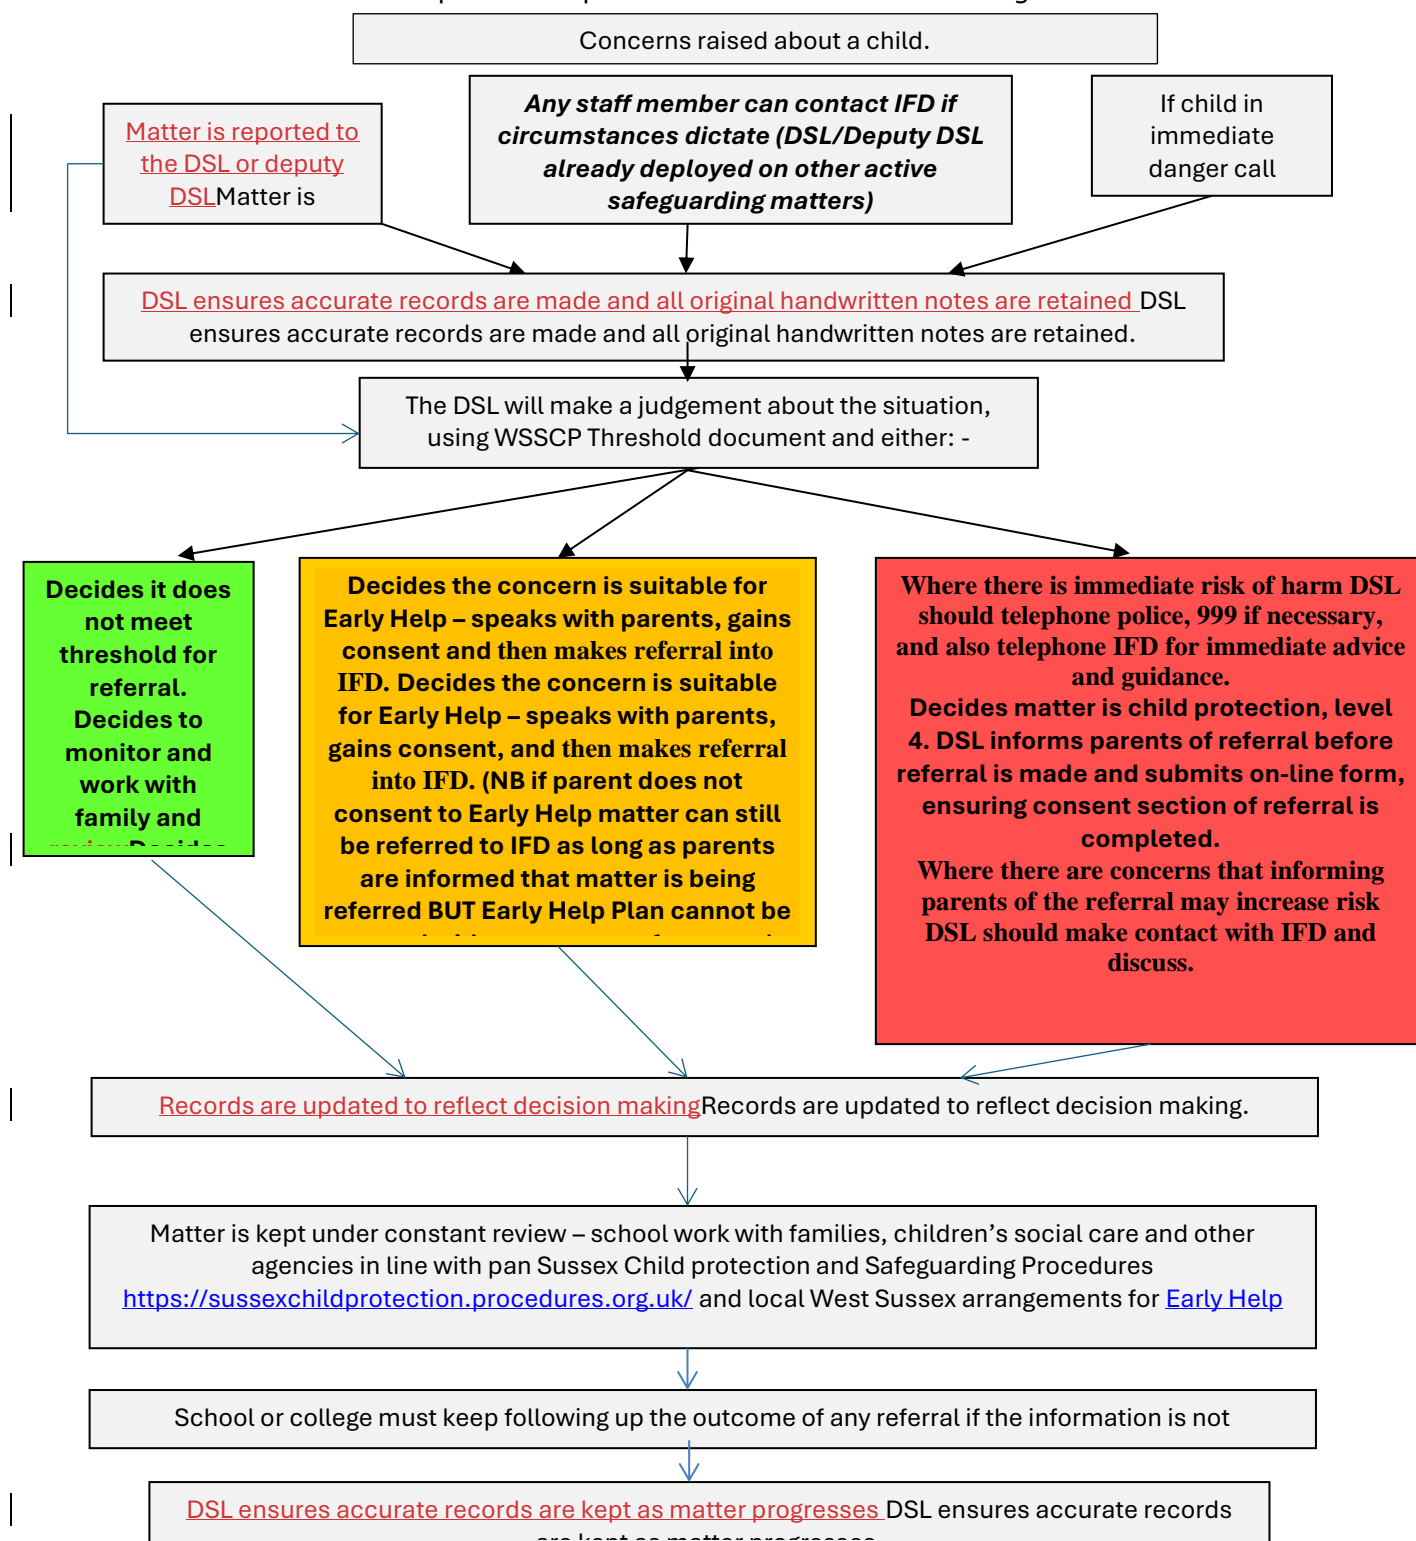 Concerns raised about a child.
Matter is reported to
the DSL or deputy
DSLMatter is
Any staff member can contact IFD if
circumstances dictate (DSL/Deputy DSL
already deployed on other active
safeguarding matters)
If child in
immediate
danger call
DSL ensures accurate records are made and all original handwritten notes are retained DSL
ensures accurate records are made and all original handwritten notes are retained.
The DSL will make a judgement about the situation,
using WSSCP Threshold document and either: -
Decides it does
not meet
threshold for
referral.
Decides to
monitor and
work with
family and
reviewDecides
Decides the concern is suitable for
Early Help – speaks with parents, gains
consent and then makes referral into
IFD. Decides the concern is suitable
for Early Help – speaks with parents,
gains consent, and then makes referral
into IFD. (NB if parent does not
consent to Early Help matter can still
be referred to IFD as long as parents
are informed that matter is being
referred BUT Early Help Plan cannot be
Where there is immediate risk of harm DSL
should telephone police, 999 if necessary,
and also telephone IFD for immediate advice
and guidance.
Decides matter is child protection, level
4. DSL informs parents of referral before
referral is made and submits on-line form,
ensuring consent section of referral is
completed.
Where there are concerns that informing
parents of the referral may increase risk
DSL should make contact with IFD and
discuss.
Records are updated to reflect decision makingRecords are updated to reflect decision making.
Matter is kept under constant review – school work with families, children’s social care and other
agencies in line with pan Sussex Child protection and Safeguarding Procedures
https://sussexchildprotection.procedures.org.uk/ and local West Sussex arrangements for Early Help
School or college must keep following up the outcome of any referral if the information is not
DSL ensures accurate records are kept as matter progresses DSL ensures accurate records
are kept as matter progresses